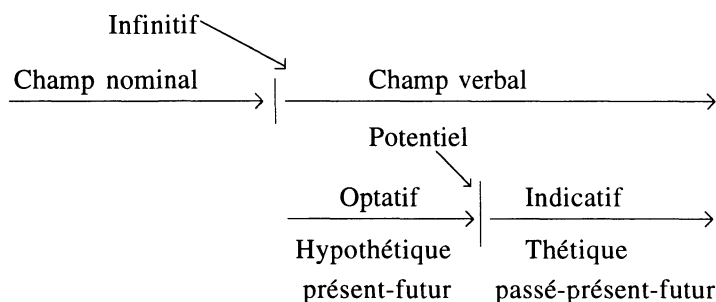 Infinitif
Champ nominal Champ verbal
Potentiel
Optatif Indicatif
Hypothétique Thétique
présent-futur passé-présent-futur